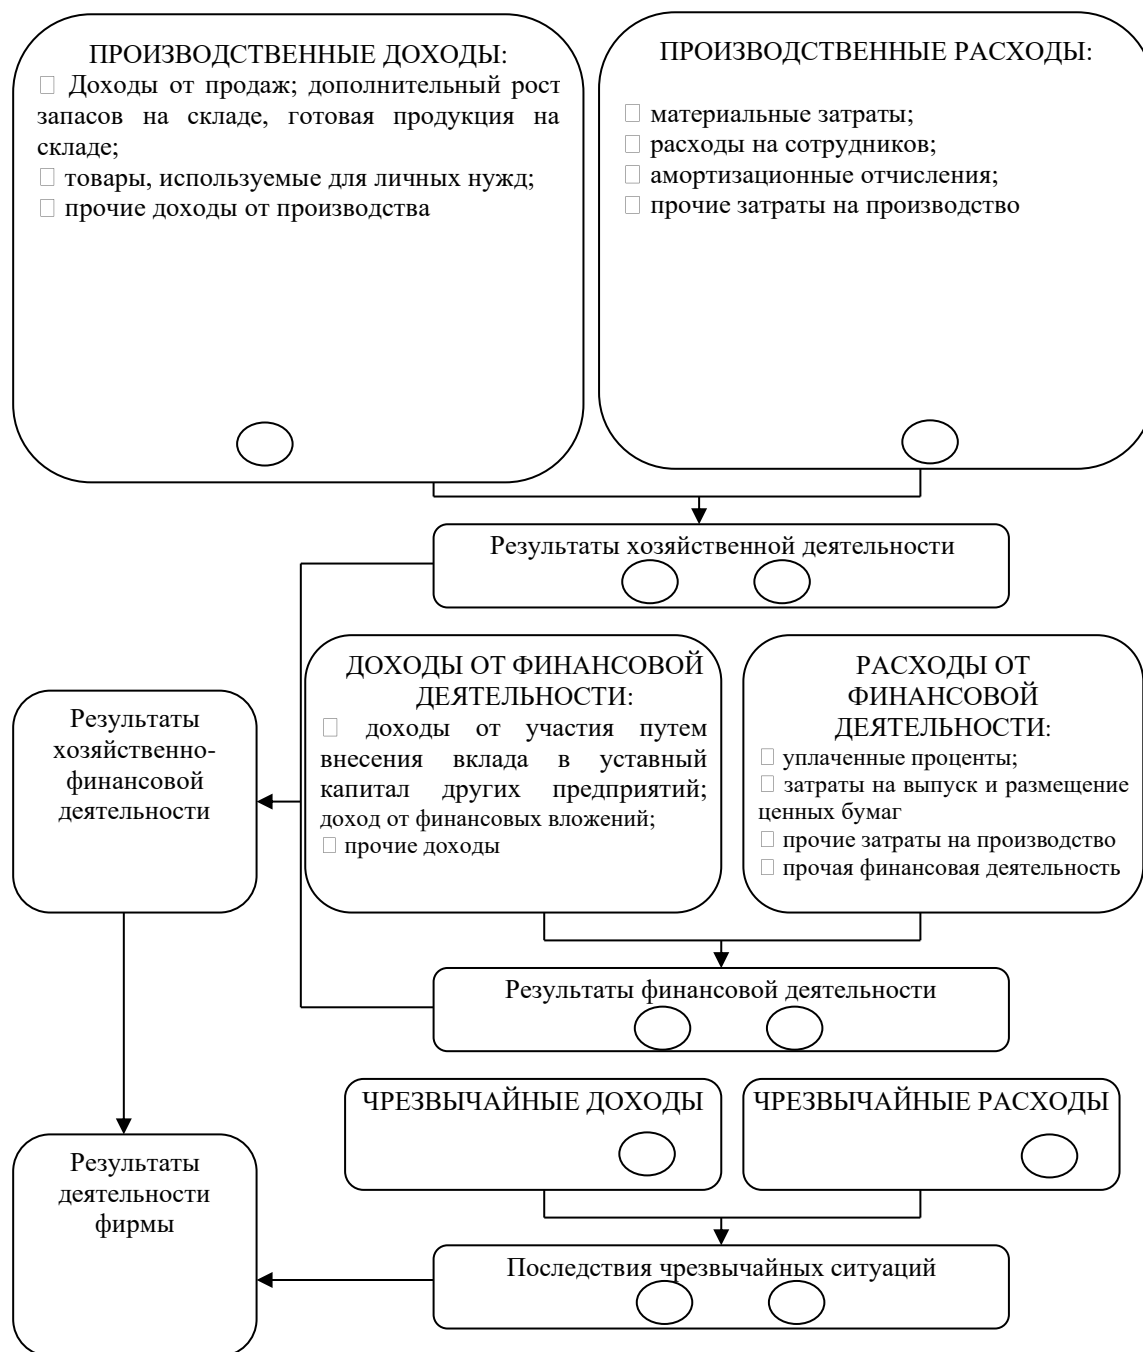 ПРОИЗВОДСТВЕННЫЕ ДОХОДЫ:
□ Доходы от продаж; дополнительный рост
запасов на складе, готовая продукция на
складе;
□ товары, используемые для личных нужд;
□ прочие доходы от производства
ПРОИЗВОДСТВЕННЫЕ РАСХОДЫ:
□ материальные затраты;
□ расходы на сотрудников;
□ амортизационные отчисления;
□ прочие затраты на производство
Результаты хозяйственной деятельности
ДОХОДЫ ОТ ФИНАНСОВОЙ
ДЕЯТЕЛЬНОСТИ:
□ доходы от участия путем
внесения вклада в уставный
капитал других предприятий;
доход от финансовых вложений;
□ прочие доходы
РАСХОДЫ ОТ
ФИНАНСОВОЙ
ДЕЯТЕЛЬНОСТИ:
□ уплаченные проценты;
□ затраты на выпуск и размещение
ценных бумаг
□ прочие затраты на производство
□ прочая финансовая деятельность
Результаты
хозяйственно-
финансовой
деятельности
Результаты финансовой деятельности
ЧРЕЗВЫЧАЙНЫЕ ДОХОДЫ
ЧРЕЗВЫЧАЙНЫЕ РАСХОДЫ
Результаты
деятельности
фирмы
Последствия чрезвычайных ситуаций